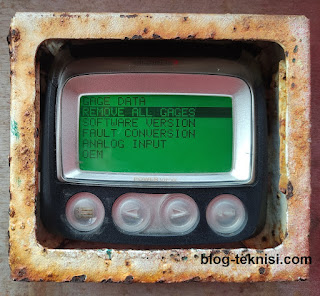 GAGE DATA
REMOVE ALL GAGES
SOFTWARE VERSION
FAULT CONVERSION
ANALOG INPUT
OEM
blog-teknisi.com